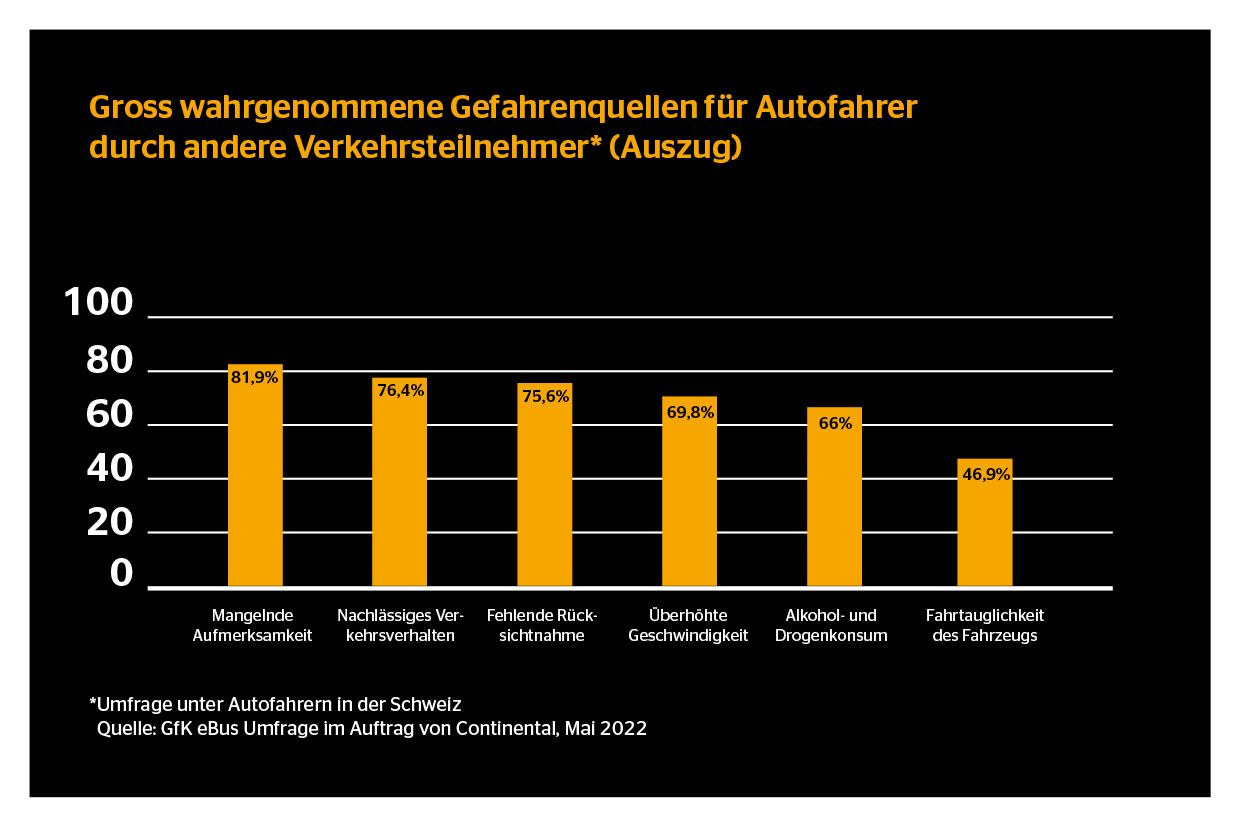 Gross wahrgenommene Gefahrenquellen für Autofahrer
durch andere Verkehrsteilnehmer* (Auszug)
100
80
60
40
20
0
81,9%
76,4%
75,6%
69,8%
66%
46,9%
Mangelnde
Aufmerksamkeit
Nachlässiges Ver-
kehrsverhalten
Fehlende Rück-
sichtnahme
Überhöhte
Geschwindigkeit
Alkohol- und
Drogenkonsum
Fahrtauglichkeit
des Fahrzeugs
*Umfrage unter Autofahrern in der Schweiz
Quelle: GfK eBus Umfrage im Auftrag von Continental, Mai 2022